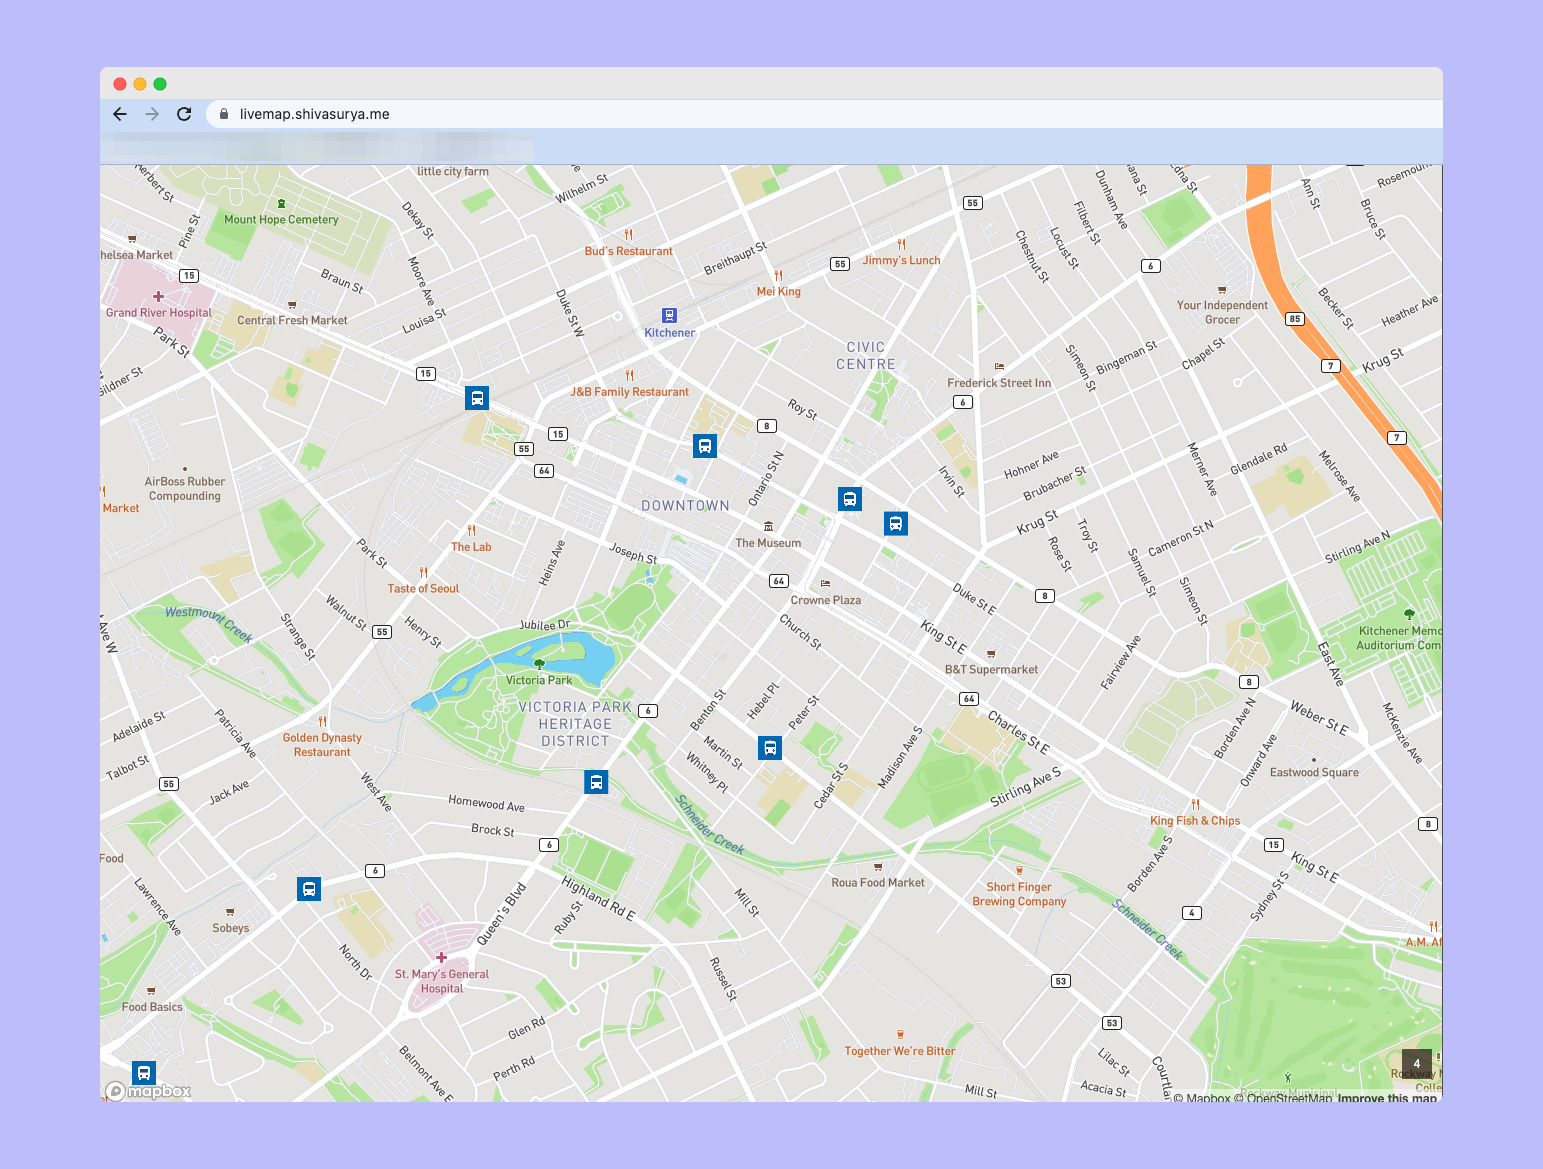 livemap.shivasurya.me
little city farm
Herbert St
Wilhelm St
Edna St
Rosemount
Ann St
Dunham Ave
Mount Hope Cemetery
Dekay St
Pine St
55
Filbert St
Bruce St
helsea Market
Bud's Restaurant
Breithaupt St
Jimmy's Lunch
Chestnut St
Locust St
15
Moore Ave
Braun St
55
6
Mei King
Grand River Hospital
Central Fresh Market
Louisa St
Duke St W
Kitchener
Your Independent
Grocer
85
Becker St
Heather Ave
Park St
CIVIC
CENTRE
Simeon St
Bingeman St
Chapel St
7
Krug St
Gildner St
15
J&B Family Restaurant
Frederick Street Inn
6
Roy St
8
15
55
64
7
AirBoss Rubber
Compounding
Market
Ontario St N
Irvin St
Hohner Ave
Brubacher St
Merner Ave
Glendale Rd
Melrose Ave
DOWNTOWN
The Museum
Krug St
Troy St
Rose St
Cameron St N
Stirling Ave N
The Lab
Park St
Heins Ave
Joseph St
Samuel St
Simeon St
Taste of Seoul
64
Crowne Plaza
Duke St E
8
Westmount Creek
Strange St
Walnut St
Henry St
55
Jubilee Dr
Church St
King St E
Kitchener Memo
Auditorium Com
Ave W
Victoria Park
B&T Supermarket
Fairview Ave
East Ave
8
VICTORIA PARK
HERITAGE
DISTRICT
6
Benton St
Hebel Pl
Peter St
64
Charles St E
Borden Ave N
Weber St E
McKenzie Ave
Adelaide St
Patricia Ave
Golden Dynasty
Restaurant
Martin St
Whitney Pl
Madison Ave S
Onward Ave
Eastwood Square
Talbot St
55
Jack Ave
West Ave
Homewood Ave
Cedar St S
Stirling Ave S
King Fish & Chips
8
Brock St
Schneider Creek
6
15
King St E
Food
6
Highland Rd E
Roua Food Market
Short Finger
Brewing Company
Borden Ave S
Sydney St S
Lawrence Ave
Sobeys
Queen's Blvd
Ruby St
Mill St
4
Schneider Creek
A.M. Af
North Dr
St. Mary's General
Hospital
Russel St
53
Food Basics
Glen Rd
53
Belmont Ave E
Perth Rd
Together We're Bitter
Lilac St
Courtla
4
Rockway M
Colle
Mill St
Acacia St
Rockway Municipal
mapbox
© Mapbox © OpenStreetMap Improve this map